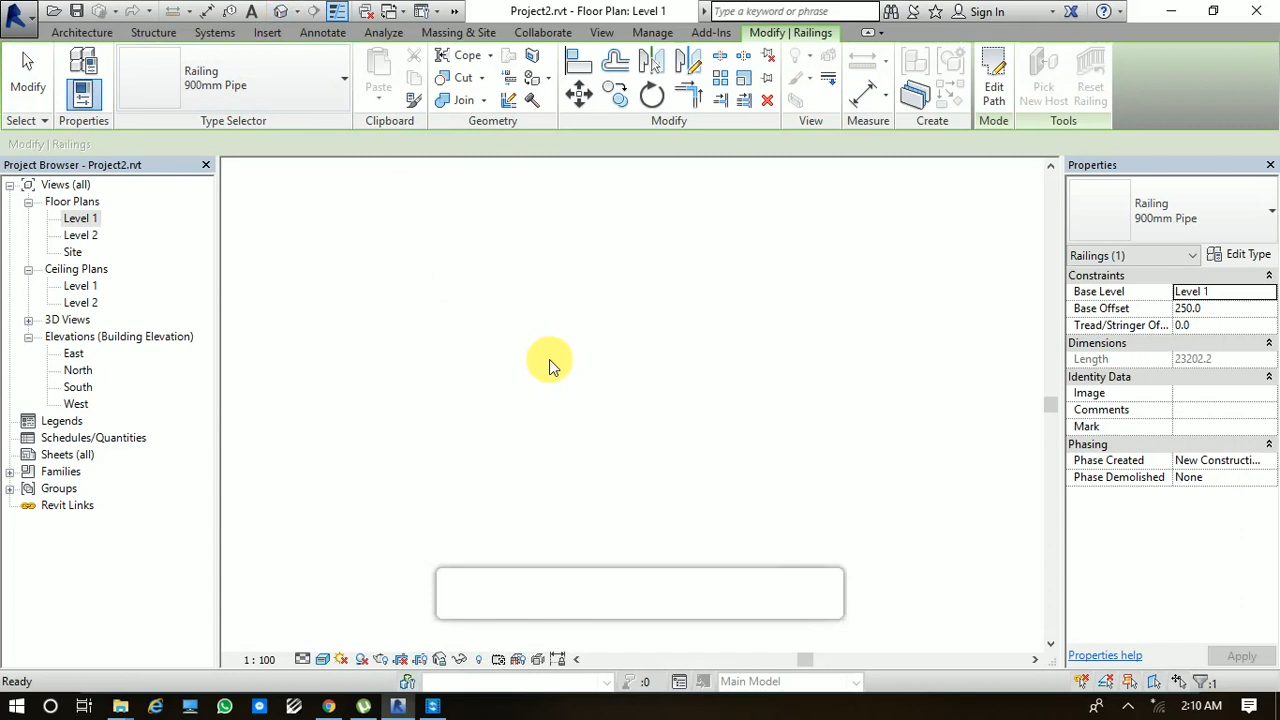 Project2.rvt - Floor Plan: Level 1
Type a keyword or phrase
Sign In
Architecture Structure Systems Insert Annotate Analyze Massing & Site Collaborate View Manage Add-Ins Modify | Railings
Modify
Select
Properties
Railing
900mm Pipe
Type Selector
Paste
Clipboard
Cope
Cut
Join
Geometry
Modify
View
Measure
Create
Edit
Path
Mode
Pick
New Host
Reset
Railing
Tools
Modify | Railings
Project Browser - Project2.rvt
Views (all)
Floor Plans
Level 1
Level 2
Site
Ceiling Plans
Level 1
Level 2
3D Views
Elevations (Building Elevation)
East
North
South
West
Legends
Schedules/Quantities
Sheets (all)
Families
Groups
Revit Links
Properties
Railing
900mm Pipe
Railings (1)
Edit Type
Constraints
Base Level Level 1
Base Offset 250.0
Tread/Stringer Of... 0.0
Dimensions
Length 23202.2
Identity Data
Image
Comments
Mark
Phasing
Phase Created New Constructi...
Phase Demolished None
Properties help
Apply
1 : 100
Ready
:0
Main Model
:1
2:10 AM